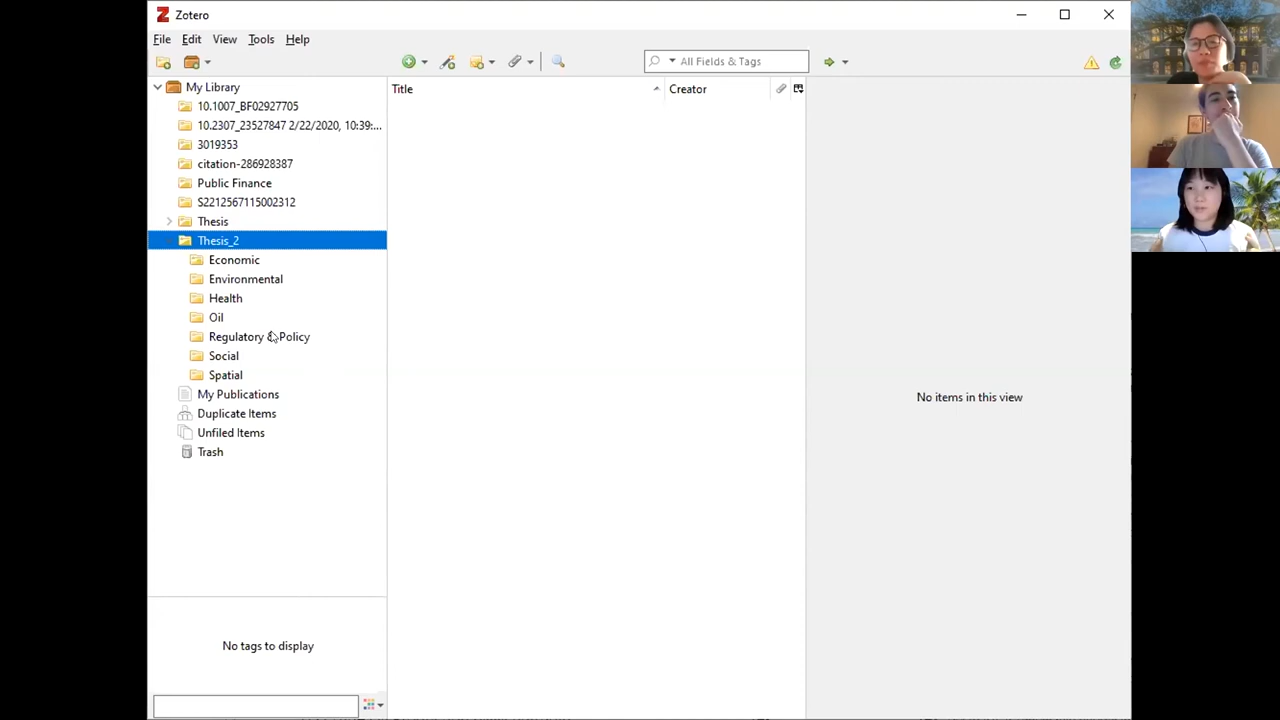 Zotero
File Edit View Tools Help
All Fields & Tags
My Library
10.1007_BF02927705
10.2307_23527847 2/22/2020, 10:39:...
3019353
citation-286928387
Public Finance
S2212567115002312
Thesis
Thesis_2
Economic
Environmental
Health
Oil
Regulatory & Policy
Social
Spatial
My Publications
Duplicate Items
Unfiled Items
Trash
No tags to display
Title Creator
No items in this view